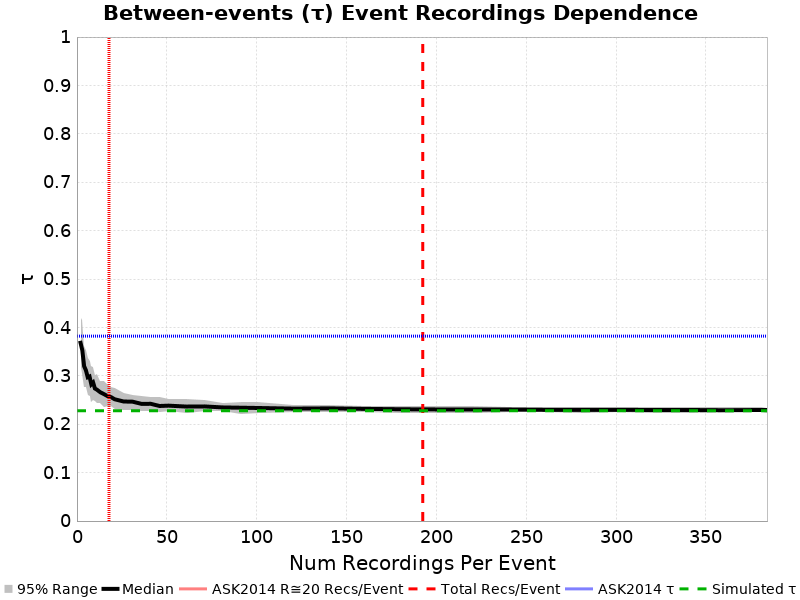 Between-events (τ) Event Recordings Dependence
1
0.9
0.8
0.7
0.6
0.5
0.4
0.3
0.2
0.1
0
τ
0 50 100 150 200 250 300 350
Num Recordings Per Event
95% Range Median ASK2014 R≅20 Recs/Event Total Recs/Event ASK2014 τ Simulated τ